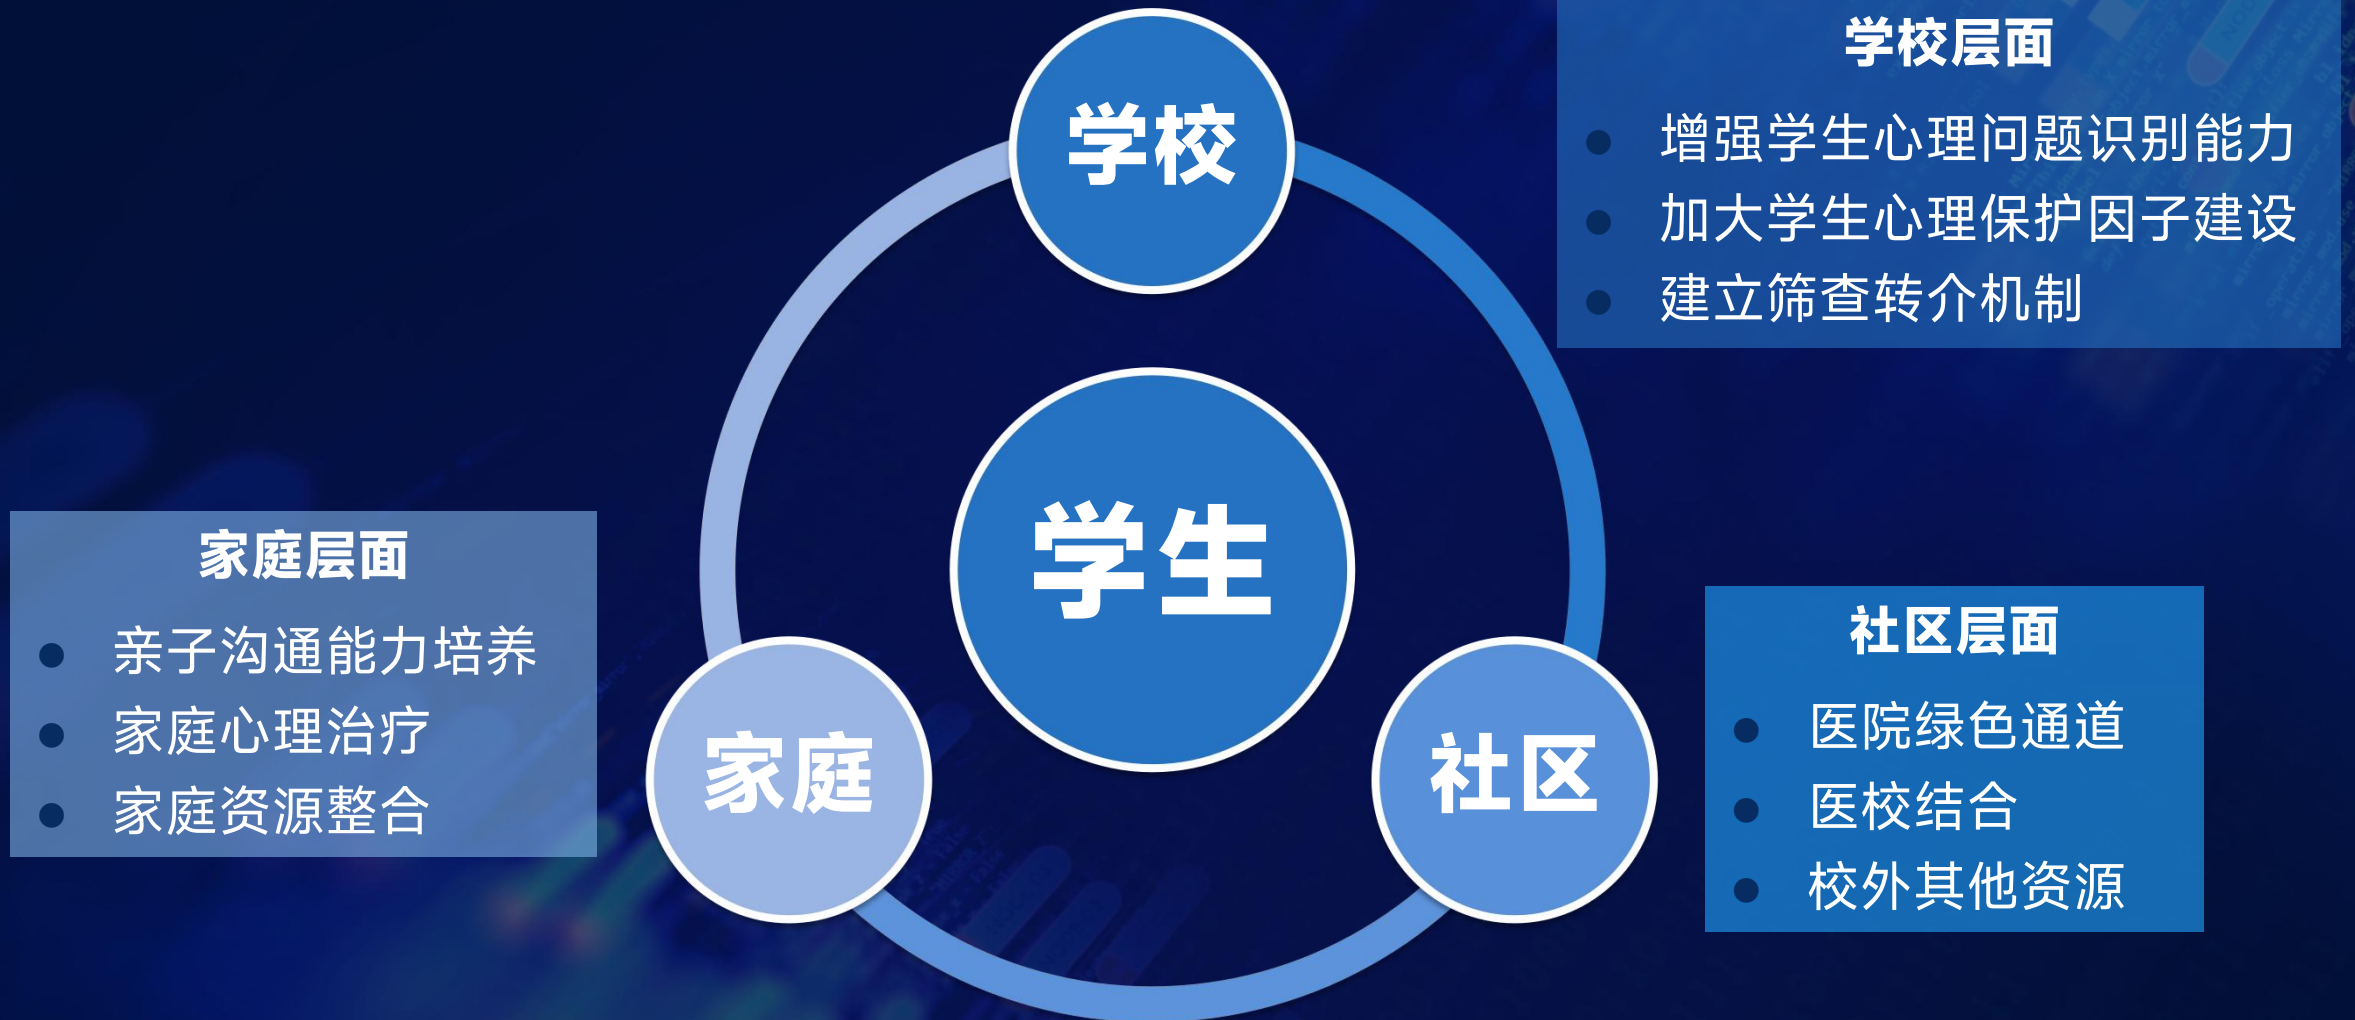 学校
学校层面
增强学生心理问题识别能力
加大学生心理保护因子建设
建立筛查转介机制
学生
家庭层面
亲子沟通能力培养
家庭心理治疗
家庭资源整合
家庭
社区
社区层面
医院绿色通道
医校结合
校外其他资源